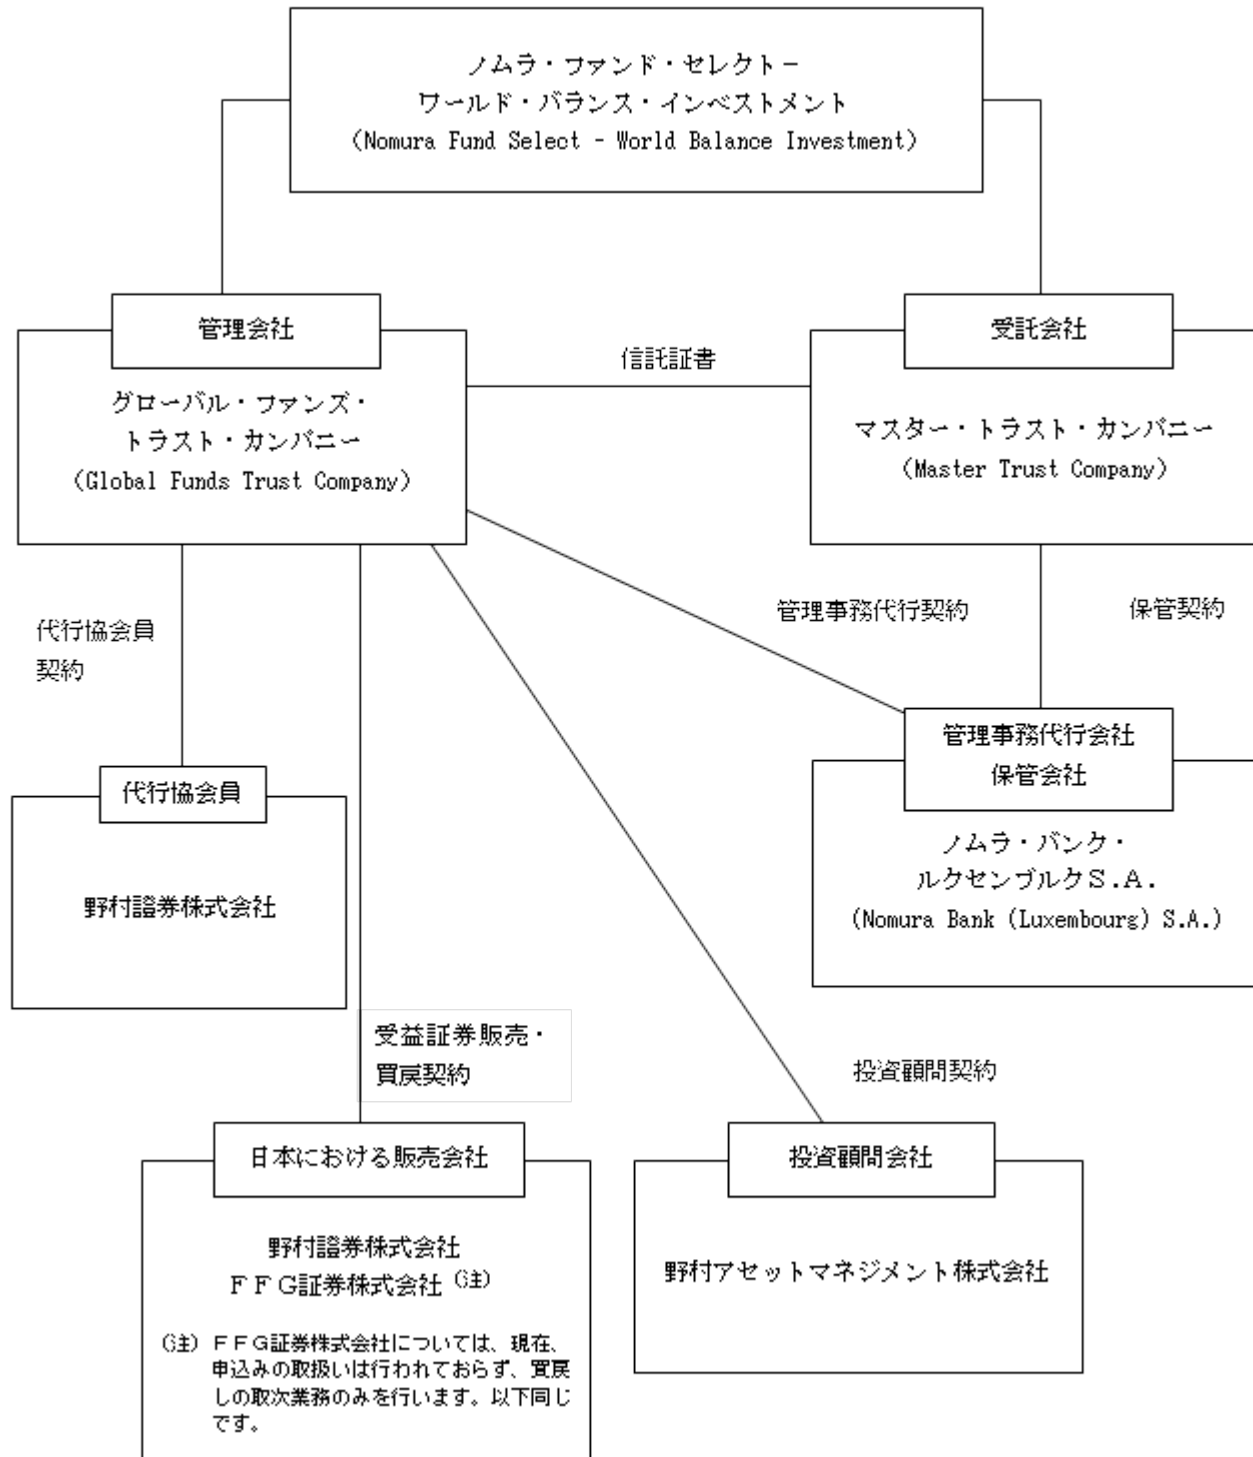 ノムラ・ファンド・セレクト－
ワールド・バランス・インベストメント
(Nomura Fund Select - World Balance Investment)
管理会社
受託会社
信託証書
グローバル・ファンズ・
トラスト・カンパニー
(Global Funds Trust Company)
マスター・トラスト・カンパニー
(Master Trust Company)
代行協会員
契約
管理事務代行契約
保管契約
管理事務代行会社
保管会社
代行協会員
ノムラ・バンク・
ルクセンブルクＳ.Ａ.
(Nomura Bank (Luxembourg) S.A.)
野村證券株式会社
受益証券販売・
買戻契約
投資顧問契約
日本における販売会社
投資顧問会社
野村證券株式会社
ＦＦＧ証券株式会社（注）
野村アセットマネジメント株式会社
（注）ＦＦＧ証券株式会社については、現在、
申込みの取扱いは行われておらず、買戻
しの取次業務のみを行います。以下同じ
です。